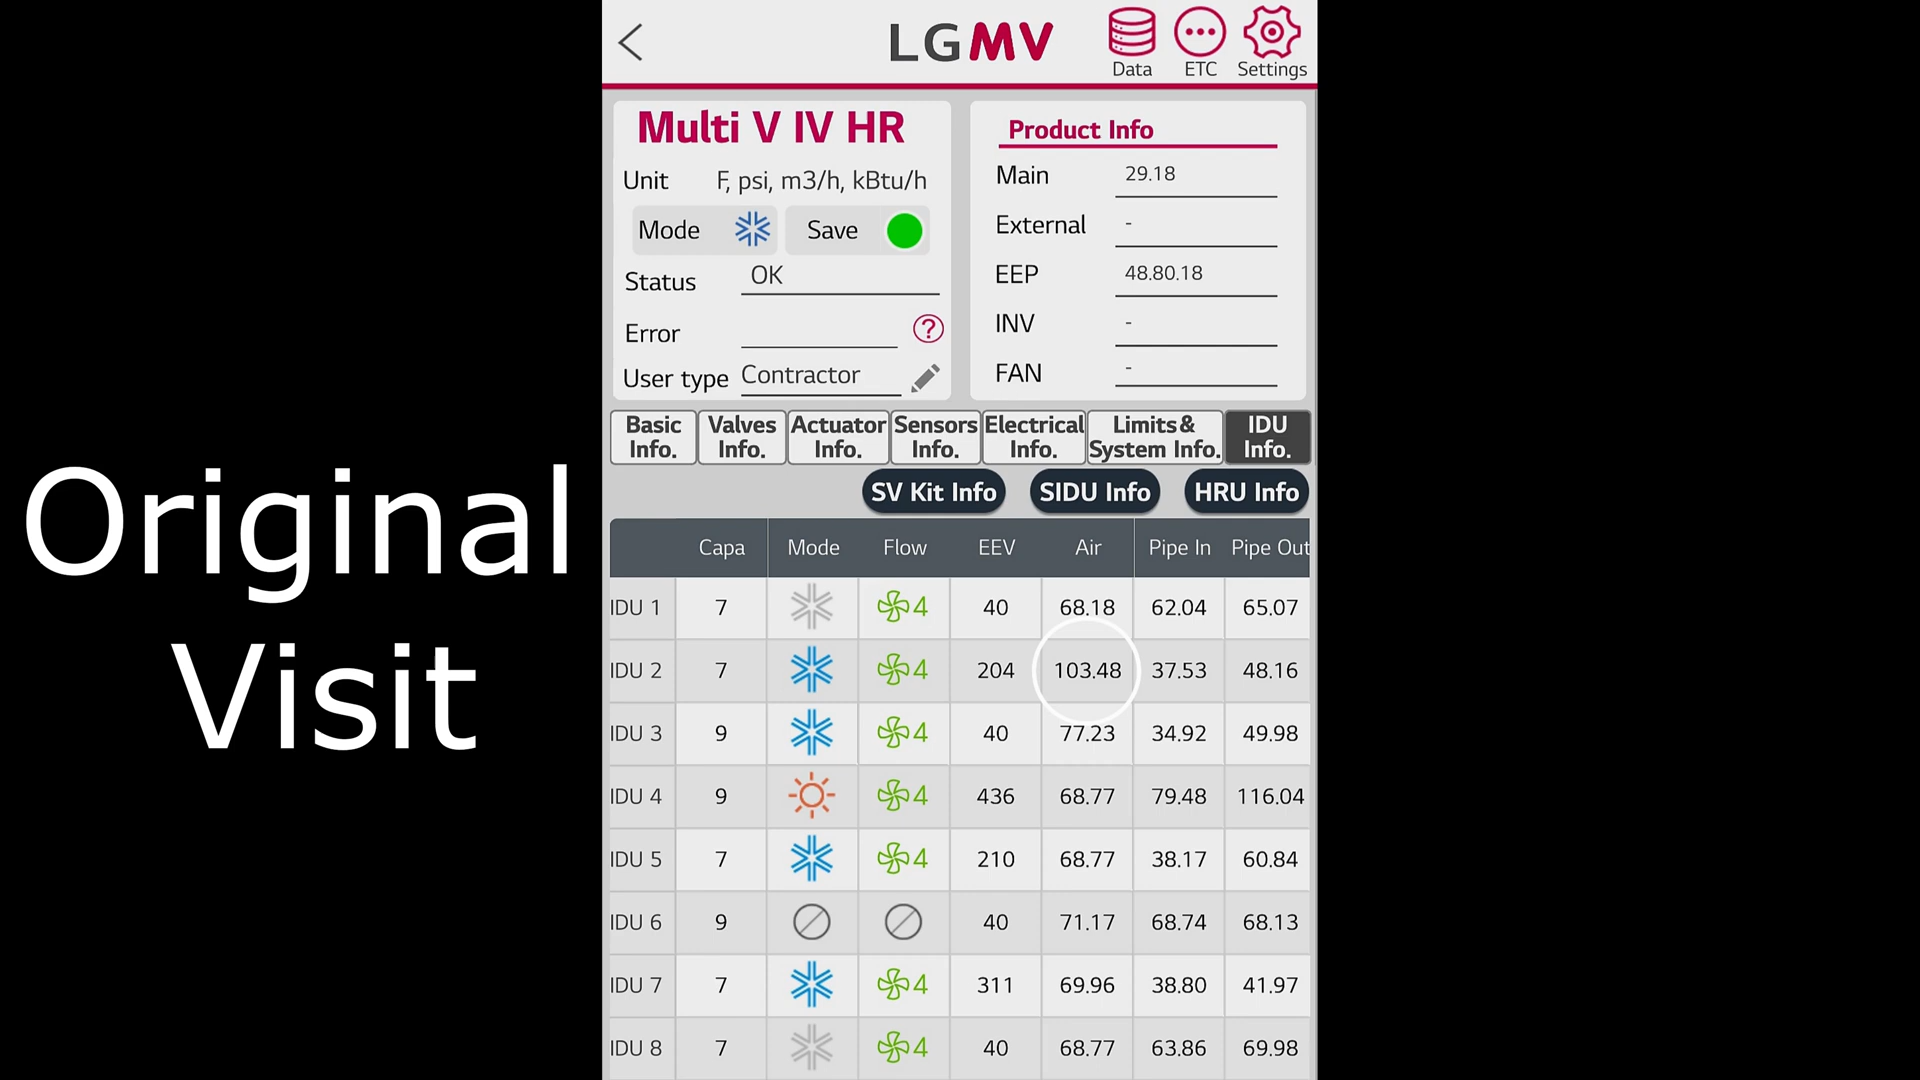 Original
Visit
LGMV
Data
ETC
Settings
Multi V IV HR
Unit F, psi, m3/h, kBtu/h
Mode Save
Status OK
Error ?
User type Contractor
Product Info
Main 29.18
External -
EEP 48.80.18
INV -
FAN -
Basic Info.
Valves Info.
Actuator Info.
Sensors Info.
Electrical Info.
Limits & System Info.
IDU Info.
SV Kit Info
SIDU Info
HRU Info
Capa Mode Flow EEV Air Pipe In Pipe Out
IDU 1 7 4 40 68.18 62.04 65.07
IDU 2 7 4 204 103.48 37.53 48.16
IDU 3 9 4 40 77.23 34.92 49.98
IDU 4 9 4 436 68.77 79.48 116.04
IDU 5 7 4 210 68.77 38.17 60.84
IDU 6 9 40 71.17 68.74 68.13
IDU 7 7 4 311 69.96 38.80 41.97
IDU 8 7 4 40 68.77 63.86 69.98